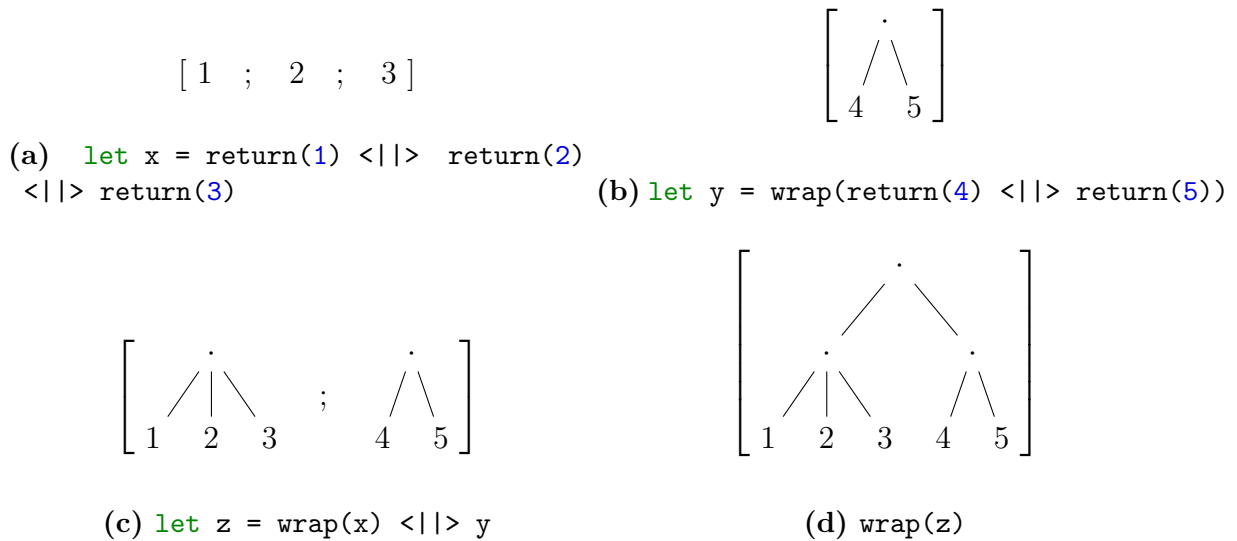 [ 1 ; 2 ; 3 ]
(a) let x = return(1) <||> return(2)
<||> return(3)
4 5
(b) let y = wrap(return(4) <||> return(5))
1 2 3 ; 4 5
(c) let z = wrap(x) <||> y
1 2 3 4 5
(d) wrap(z)